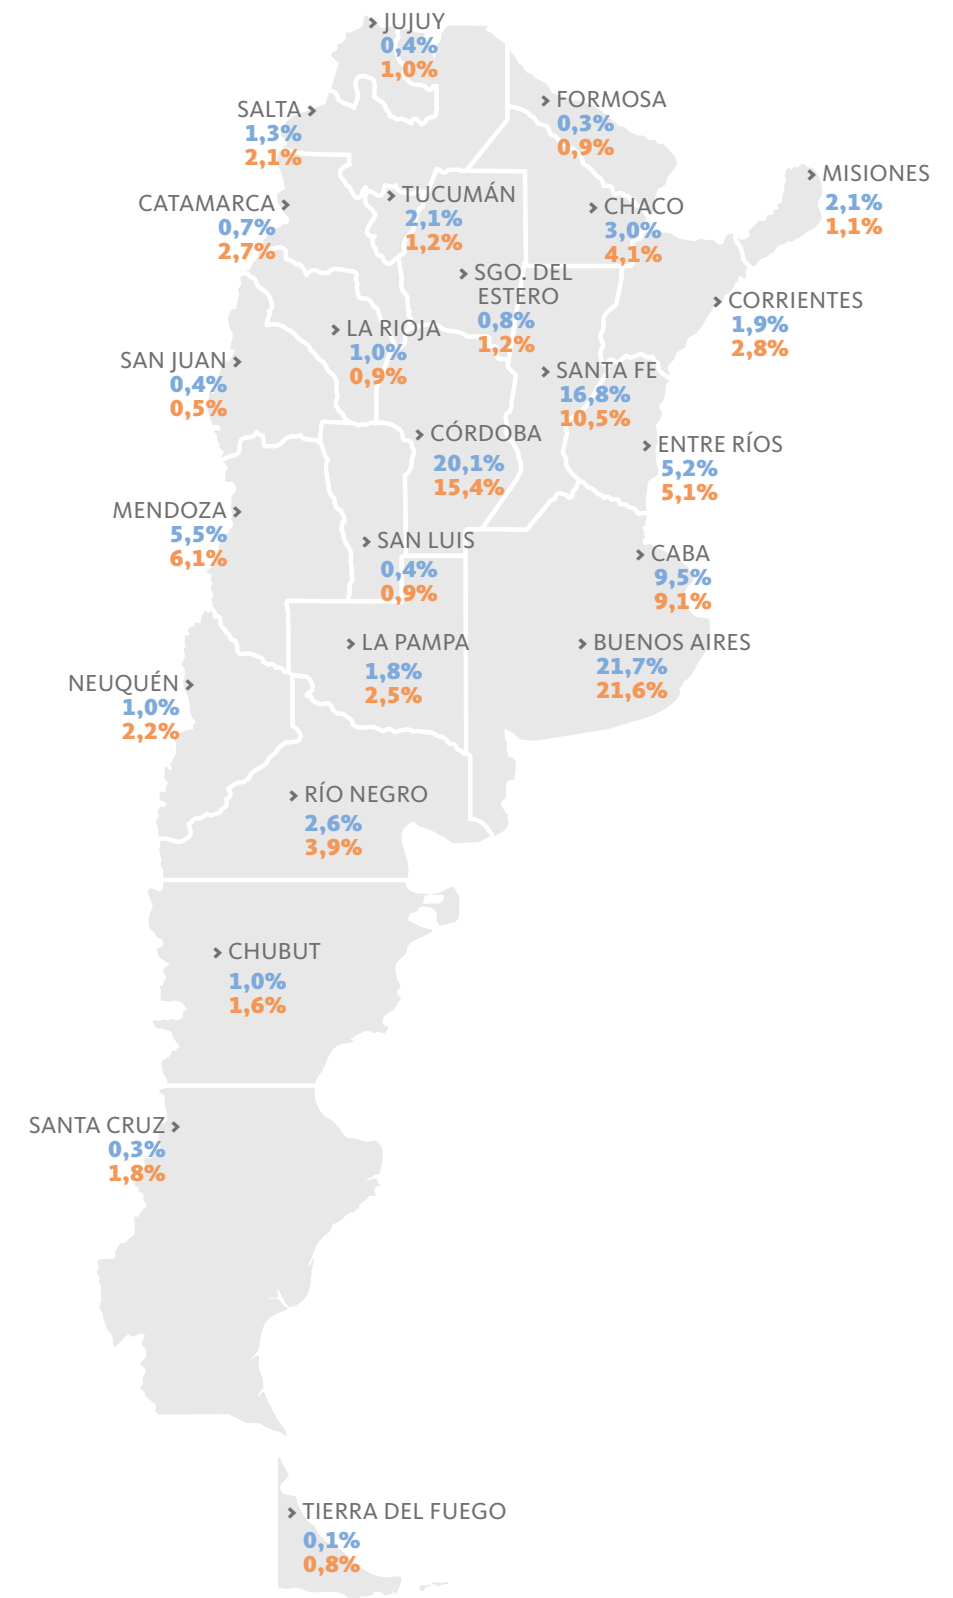 JUJUY
0,4%
1,0%
SALTA
1,3%
2,1%
FORMOSA
0,3%
0,9%
MISIONES
2,1%
1,1%
CATAMARCA
0,7%
2,7%
TUCUMÁN
2,1%
1,2%
CHACO
3,0%
4,1%
SGO. DEL
ESTERO
0,8%
1,2%
CORRIENTES
1,9%
2,8%
LA RIOJA
1,0%
0,9%
SAN JUAN
0,4%
0,5%
SANTA FE
16,8%
10,5%
CÓRDOBA
20,1%
15,4%
ENTRE RÍOS
5,2%
5,1%
MENDOZA
5,5%
6,1%
SAN LUIS
0,4%
0,9%
CABA
9,5%
9,1%
LA PAMPA
1,8%
2,5%
BUENOS AIRES
21,7%
21,6%
NEUQUÉN
1,0%
2,2%
RÍO NEGRO
2,6%
3,9%
CHUBUT
1,0%
1,6%
SANTA CRUZ
0,3%
1,8%
TIERRA DEL FUEGO
0,1%
0,8%